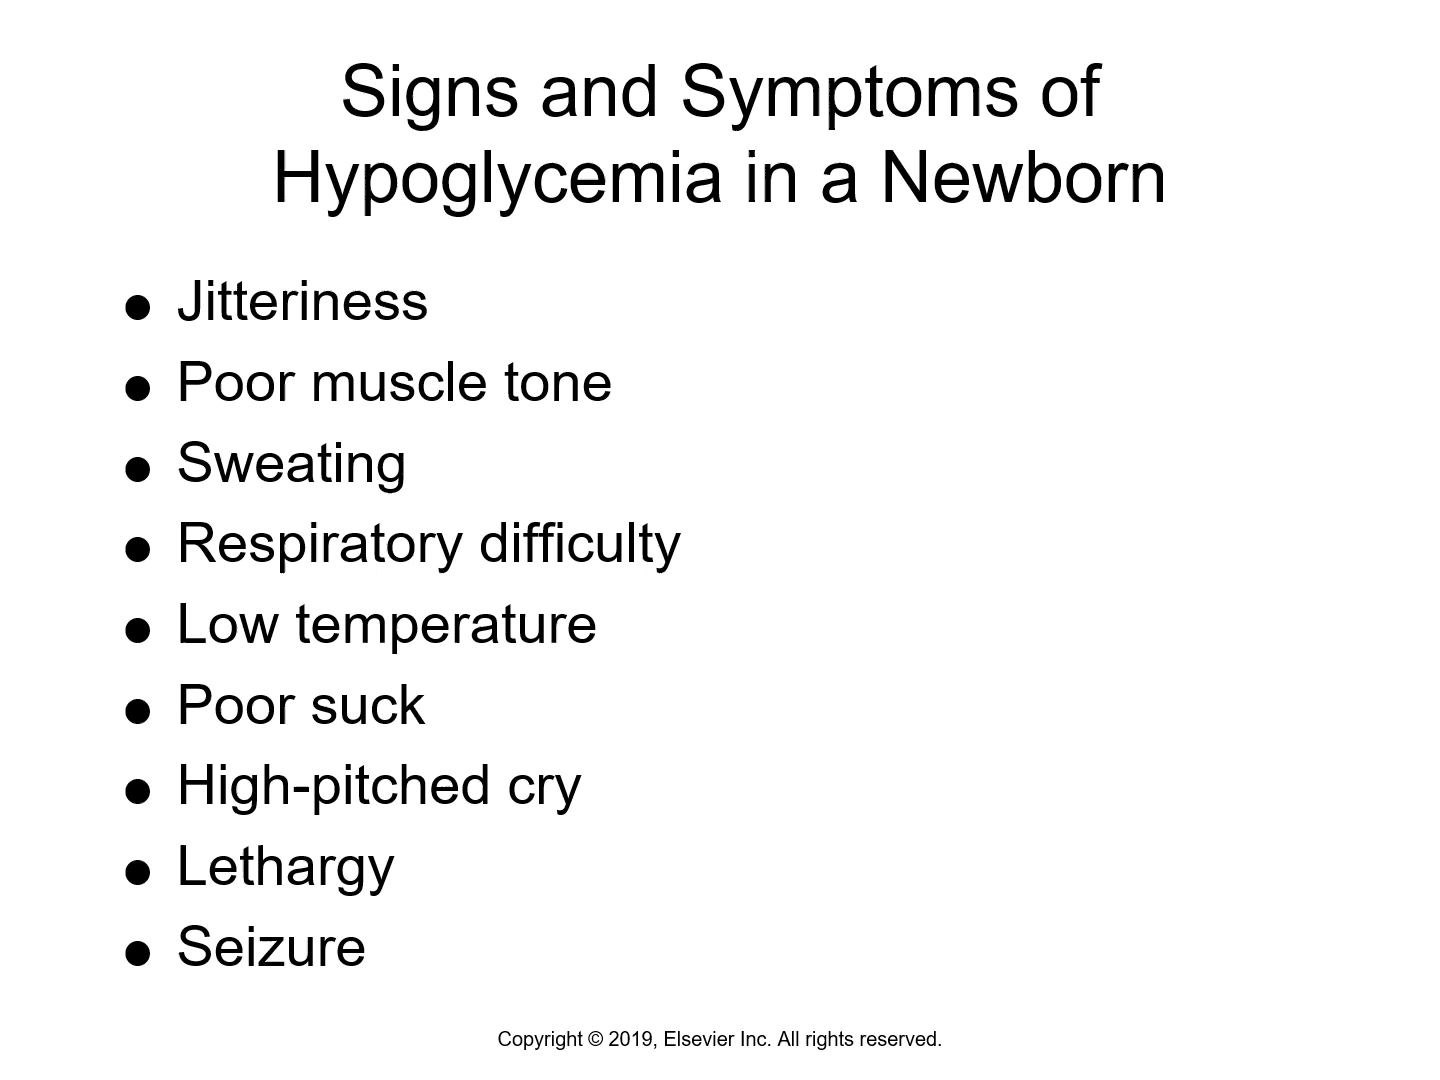 Signs and Symptoms of
Hypoglycemia in a Newborn
● Jitteriness
● Poor muscle tone
● Sweating
● Respiratory difficulty
● Low temperature
● Poor suck
● High-pitched cry
● Lethargy
● Seizure
Copyright © 2019, Elsevier Inc. All rights reserved.